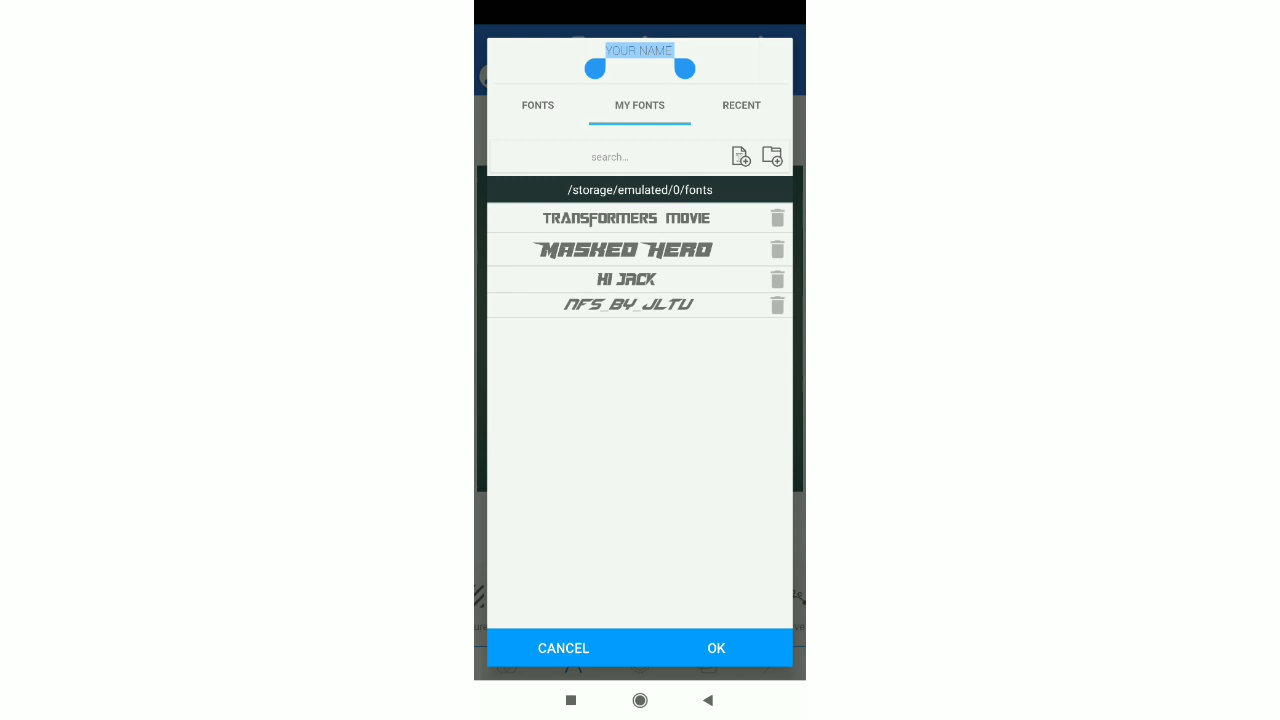 YOUR NAME
FONTS
MY FONTS
RECENT
search...
/storage/emulated/0/fonts
TRANSFORMERS MOVIE
MASKED HERO
HI JACK
NFS_BY_JLTV
CANCEL
OK